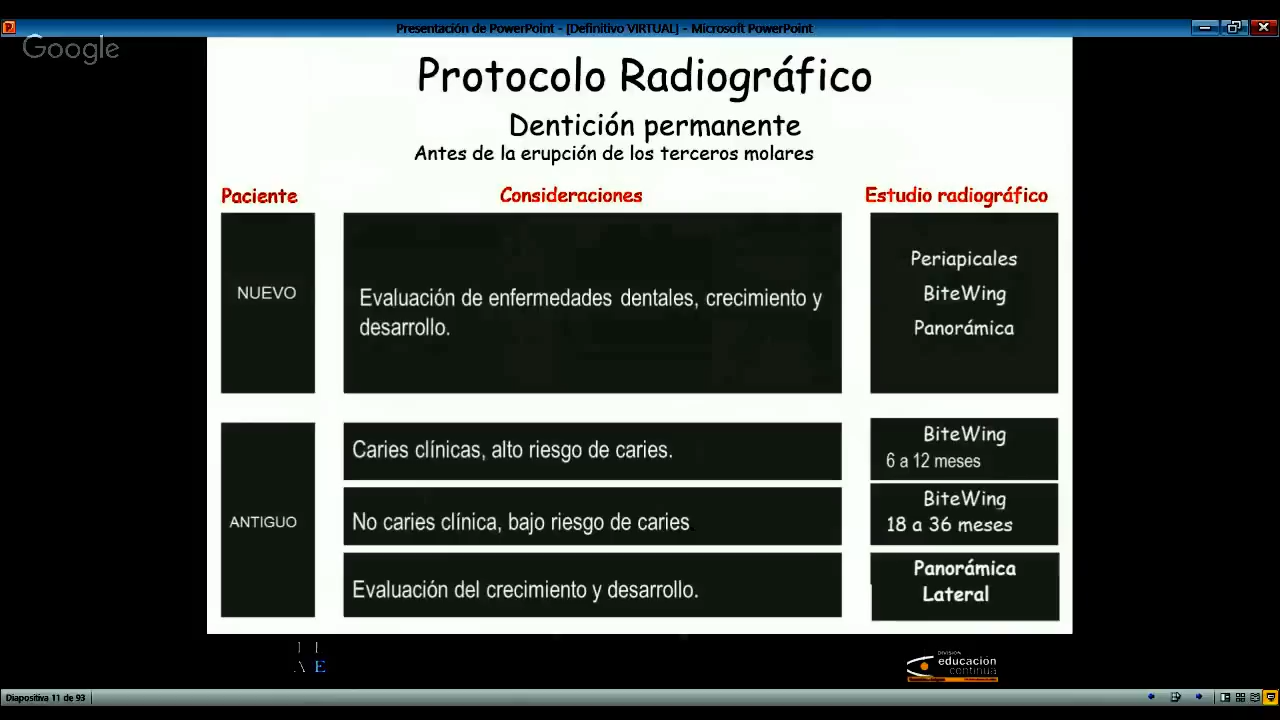 Presentación de PowerPoint - [Definitivo VIRTUAL] - Microsoft PowerPoint
Google
Protocolo Radiográfico
Dentición permanente
Antes de la erupción de los terceros molares
Paciente
Consideraciones
Estudio radiográfico
NUEVO
Evaluación de enfermedades dentales, crecimiento y
desarrollo.
Periapicales
BiteWing
Panorámica
ANTIGUO
Caries clínicas, alto riesgo de caries.
BiteWing
6 a 12 meses
No caries clínica, bajo riesgo de caries
BiteWing
18 a 36 meses
Evaluación del crecimiento y desarrollo.
Panorámica
Lateral
E
DIVISIÓN
educación
continua
Diapositiva 11 de 93